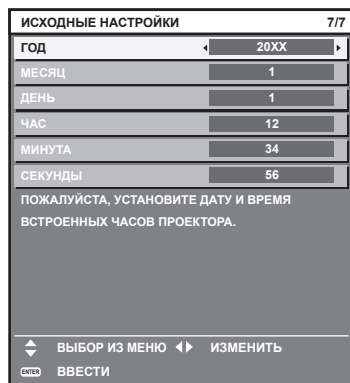 ИСХОДНЫЕ НАСТРОЙКИ 7/7
ГОД 20XX
МЕСЯЦ 1
ДЕНЬ 1
ЧАС 12
МИНУТА 34
СЕКУНДЫ 56
ПОЖАЛУЙСТА, УСТАНОВИТЕ ДАТУ И ВРЕМЯ
ВСТРОЕННЫХ ЧАСОВ ПРОЕКТОРА.
ВЫБОР ИЗ МЕНЮ ИЗМЕНИТЬ
ENTER ВВЕСТИ